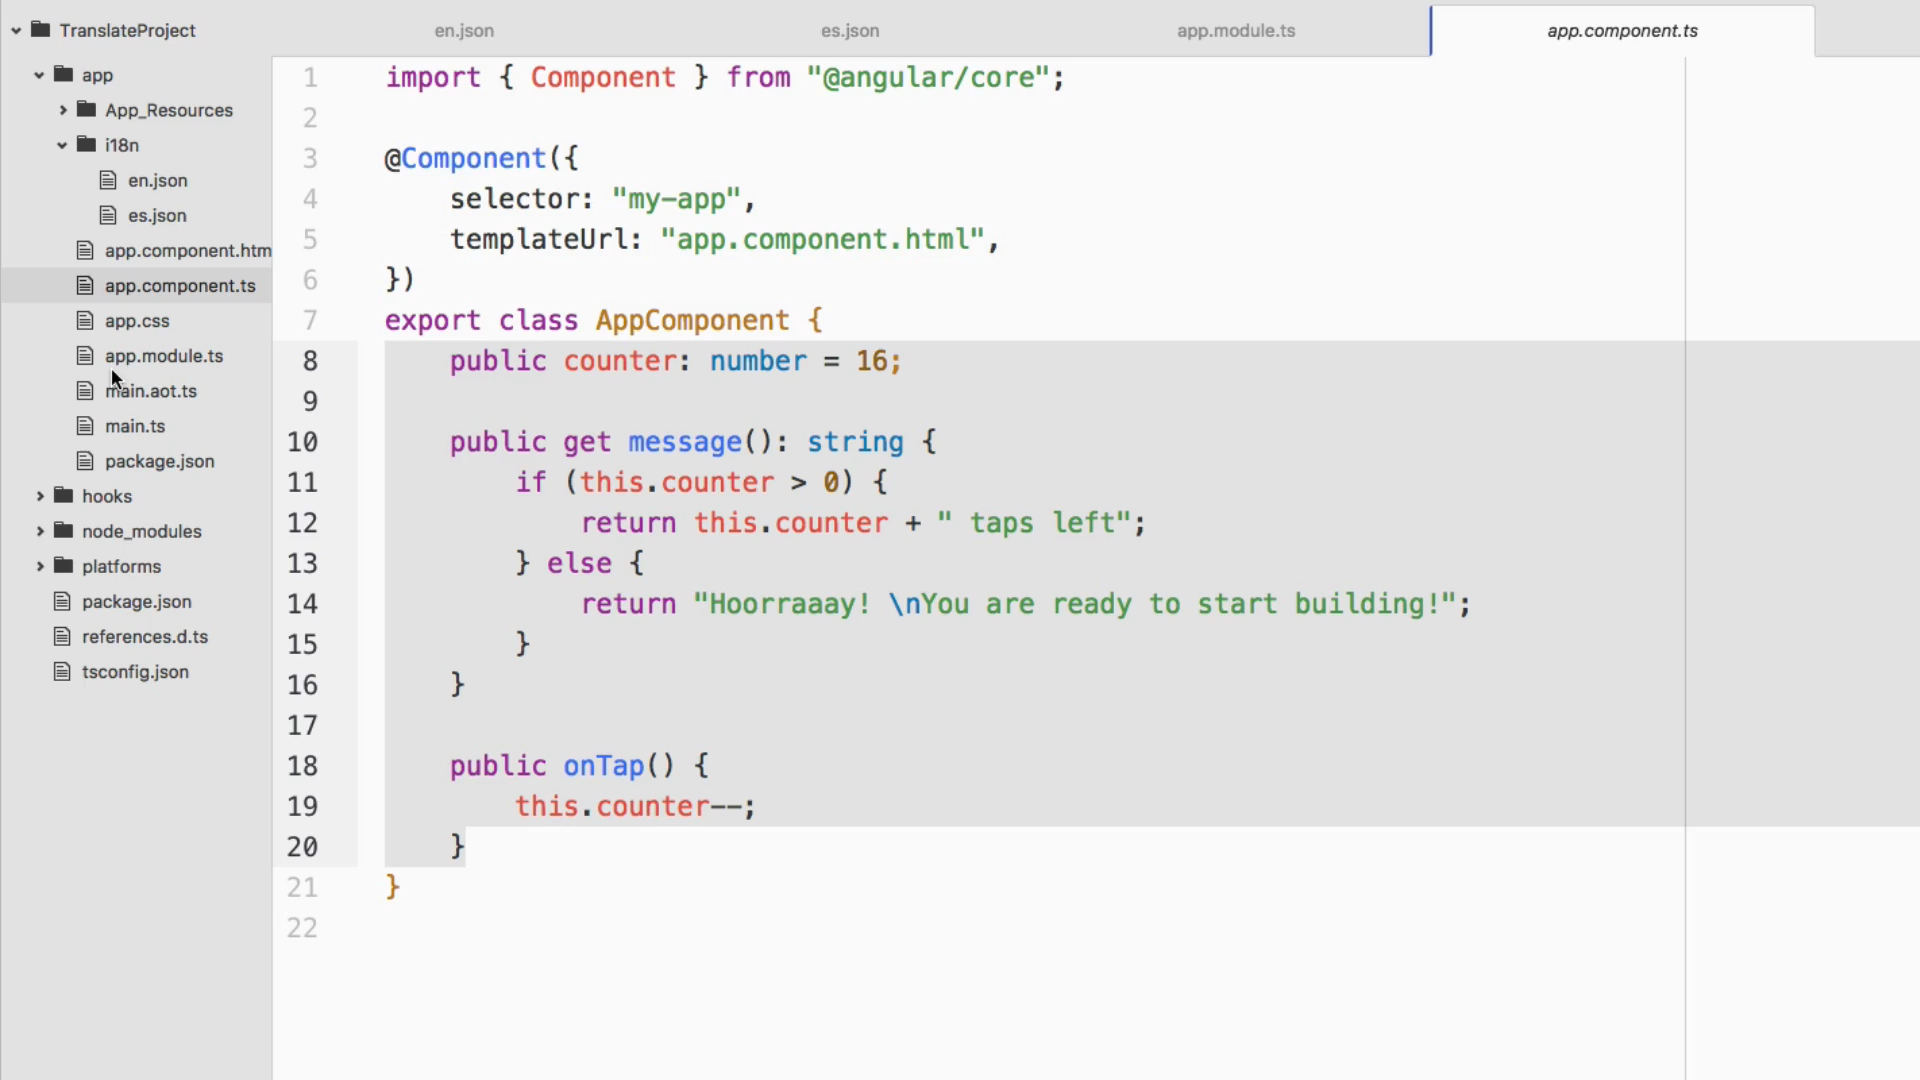 TranslateProject
app
App_Resources
i18n
en.json
es.json
app.component.htm
app.component.ts
app.css
app.module.ts
main.aot.ts
main.ts
package.json
hooks
node_modules
platforms
package.json
references.d.ts
tsconfig.json
en.json es.json app.module.ts app.component.ts
1 import { Component } from "@angular/core";
2
3 @Component({
4     selector: "my-app",
5     templateUrl: "app.component.html",
6 })
7 export class AppComponent {
8     public counter: number = 16;
9
10     public get message(): string {
11         if (this.counter > 0) {
12             return this.counter + " taps left";
13         } else {
14             return "Hoorraaay! \nYou are ready to start building!";
15         }
16     }
17
18     public onTap() {
19         this.counter--;
20     }
21 }
22